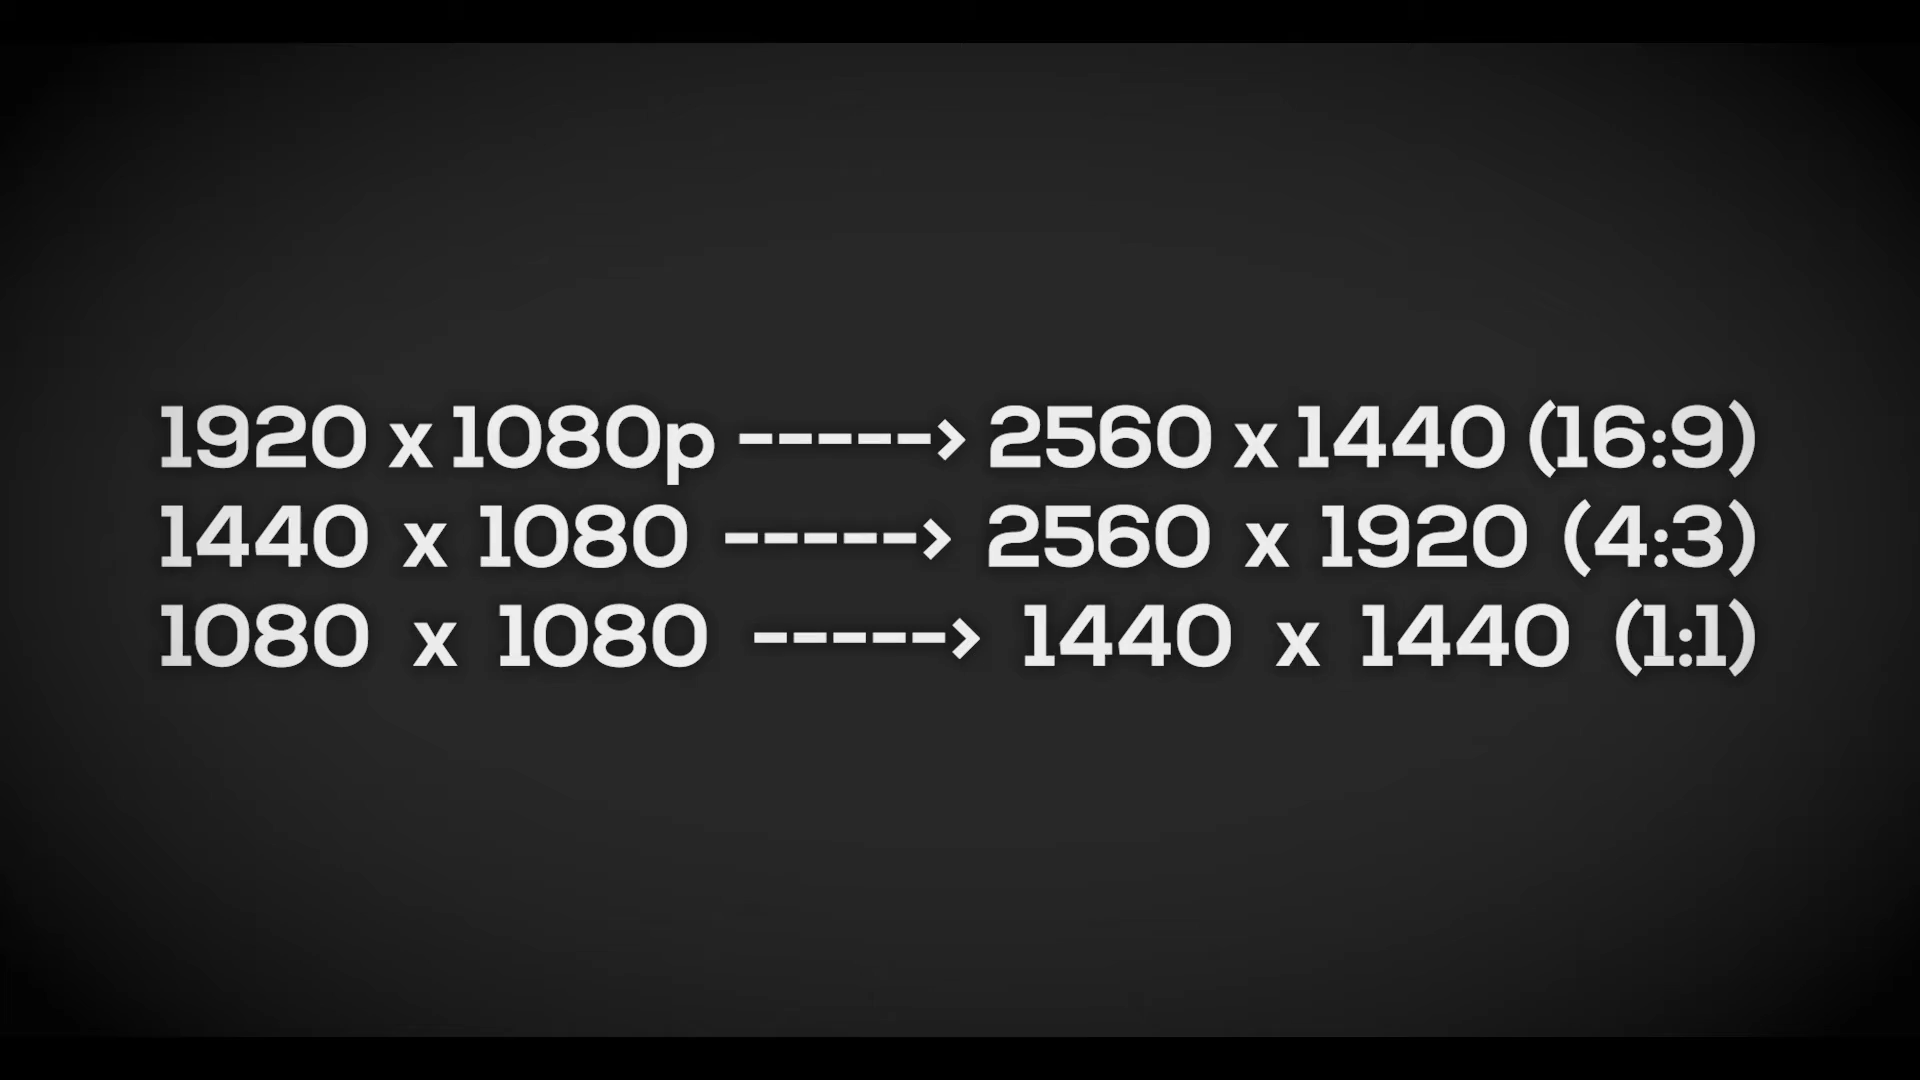 1920 x 1080p -----> 2560 x 1440 (16:9)
1440 x 1080 -----> 2560 x 1920 (4:3)
1080 x 1080 -----> 1440 x 1440 (1:1)